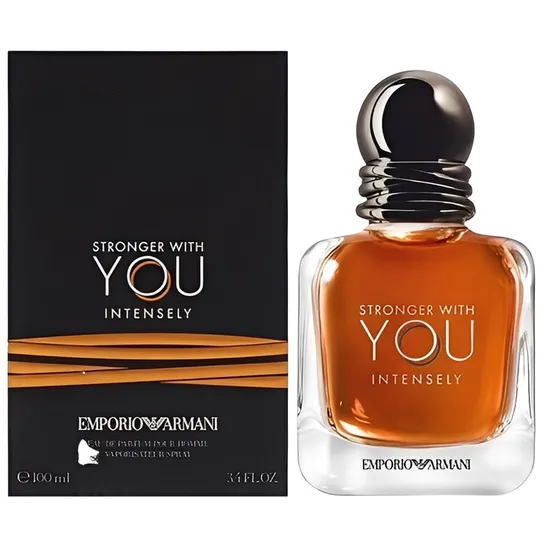 STRONGER WITH
YOU
INTENSELY
EMPORIO ARMANI
EAU DE PARFUM POUR HOMME
VAPORISATEUR SPRAY
℮100 ml 3.4 FL.OZ.
STRONGER WITH
YOU
INTENSELY
EMPORIO ARMANI